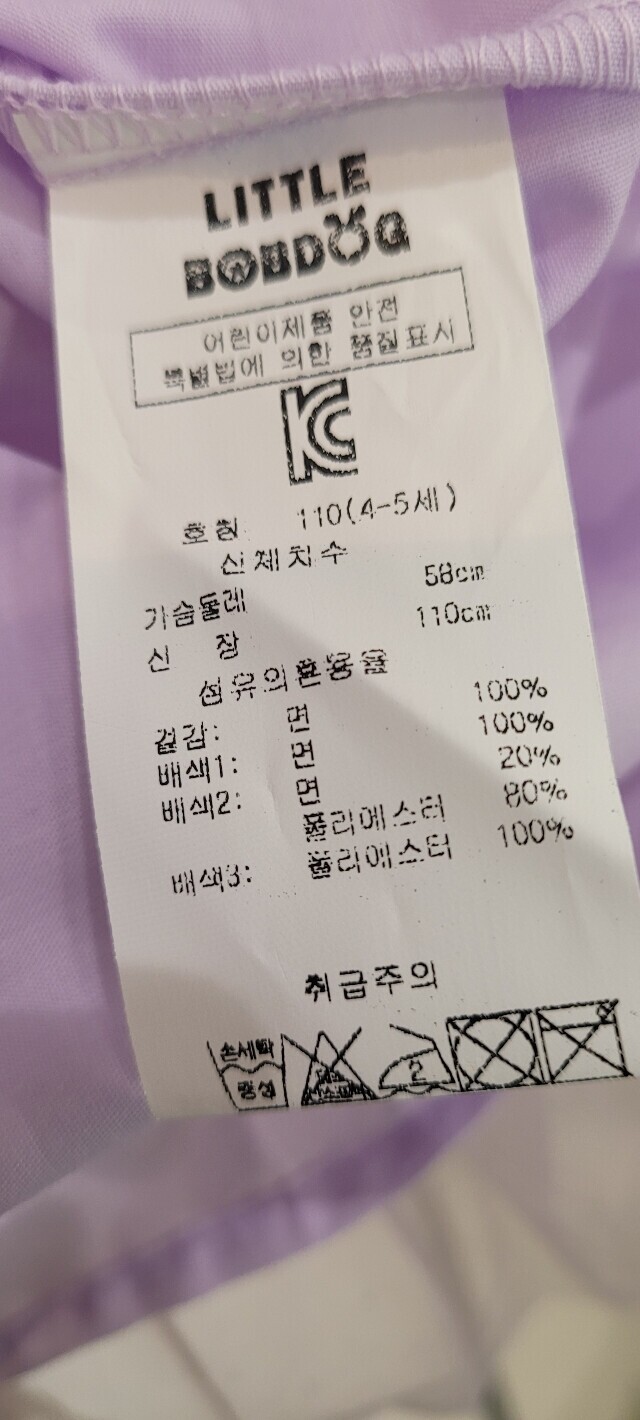 LITTLE
BOBDOG
어린이제품 안전
특별법에 의한 품질표시
KC
호칭 110(4-5세)
신체치수
가슴둘레 58cm
신 장 110cm
섬유의혼용율
겉감: 면 100%
배색1: 면 100%
배색2: 면 20%
폴리에스터 80%
배색3: 폴리에스터 100%
취급주의
손세탁
중성
2